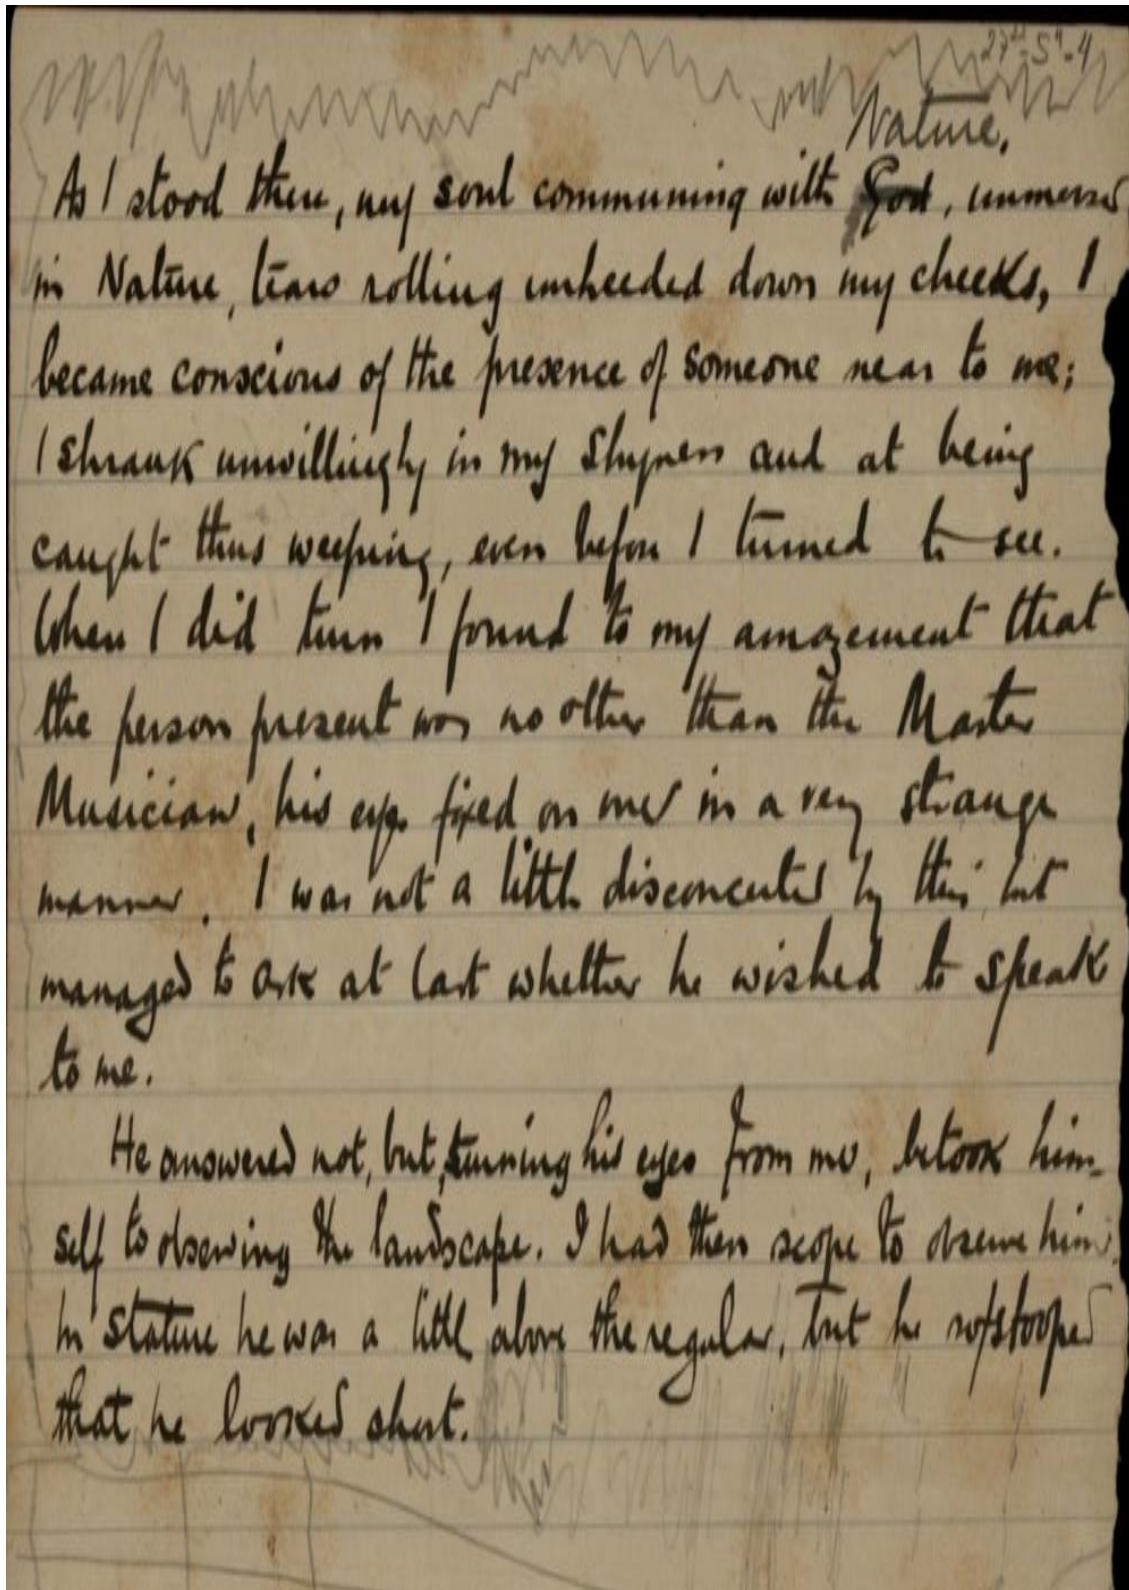 Nature,
As I stood there, my soul communing with God, immersed
in Nature, tears rolling unheeded down my cheeks, I
became conscious of the presence of someone near to me;
I shrank unwillingly in my shyness and at being
caught thus weeping, even before I turned to see.
When I did turn I found to my amazement that
the person present was no other than the Master
Musician, his eyes fixed on me in a very strange
manner. I was not a little disconcerted by this, but
managed to ask at last whether he wished to speak
to me.
He answered not, but, turning his eyes from me, betook him-
self to observing the landscape. I had then scope to observe him.
In stature he was a little above the regular, but he so stooped
that he looked short.